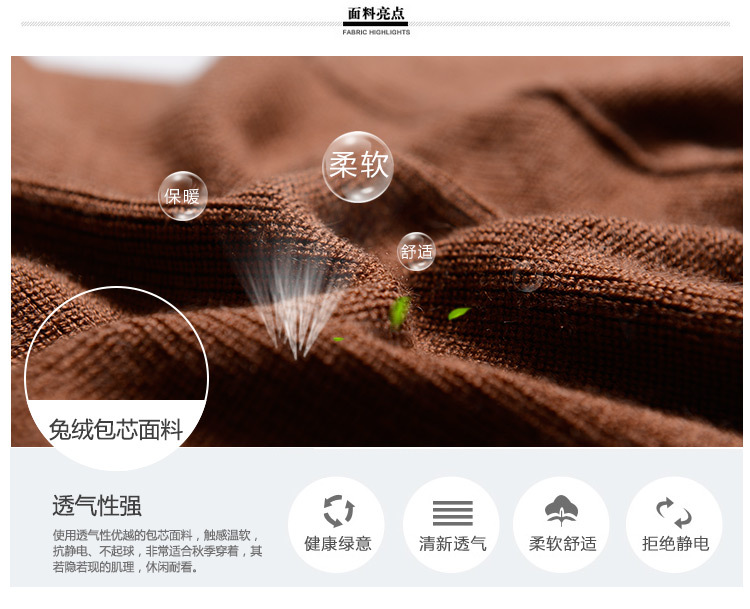 面料亮点
FABRIC HIGHLIGHTS
柔软
保暖
舒适
兔绒包芯面料
透气性强
使用透气性优越的包芯面料，触感温软，
抗静电、不起球，非常适合秋季穿着，其
若隐若现的肌理，休闲耐看。
健康绿意
清新透气
柔软舒适
拒绝静电